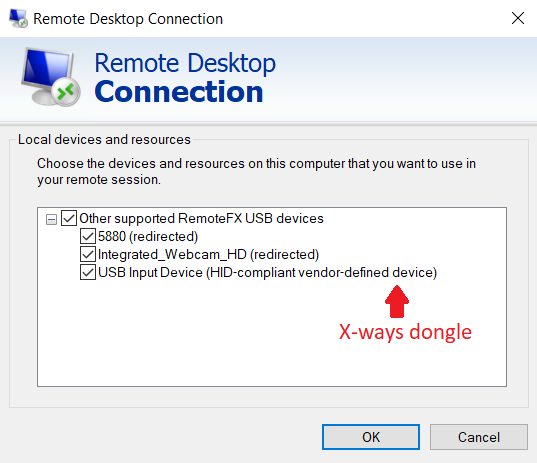 Remote Desktop Connection
Remote Desktop
Connection
Local devices and resources
Choose the devices and resources on this computer that you want to use in
your remote session.
Other supported RemoteFX USB devices
5880 (redirected)
Integrated_Webcam_HD (redirected)
USB Input Device (HID-compliant vendor-defined device)
X-ways dongle
OK Cancel